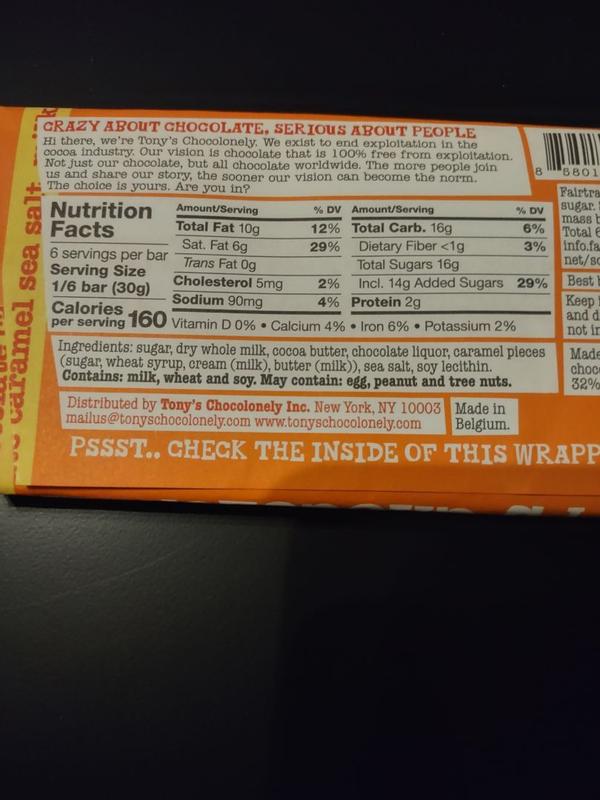 CRAZY ABOUT CHOCOLATE, SERIOUS ABOUT PEOPLE
Hi there, we're Tony's Chocolonely. We exist to end exploitation in the
cocoa industry. Our vision is chocolate that is 100% free from exploitation.
Not just our chocolate, but all chocolate worldwide. The more people join
us and share our story, the sooner our vision can become the norm.
The choice is yours. Are you in?
Nutrition
Facts
6 servings per bar
Serving Size
1/6 bar (30g)
Calories
per serving 160
Amount/Serving % DV
Total Fat 10g 12%
Sat. Fat 6g 29%
Trans Fat 0g
Cholesterol 5mg 2%
Sodium 90mg 4%
Amount/Serving % DV
Total Carb. 16g 6%
Dietary Fiber <1g 3%
Total Sugars 16g
Incl. 14g Added Sugars 29%
Protein 2g
Vitamin D 0% • Calcium 4% • Iron 6% • Potassium 2%
Ingredients: sugar, dry whole milk, cocoa butter, chocolate liquor, caramel pieces
(sugar, wheat syrup, cream (milk), butter (milk)), sea salt, soy lecithin.
Contains: milk, wheat and soy. May contain: egg, peanut and tree nuts.
Distributed by Tony's Chocolonely Inc. New York, NY 10003
mailus@tonyschocolonely.com www.tonyschocolonely.com
Made in
Belgium.
PSSST.. CHECK THE INSIDE OF THIS WRAPP
caramel sea salt
8 5801
Fairtra
sugar.
mass b
Total
info.fa
net/so
Best
Keep
and d
not in
Made
choc
32%